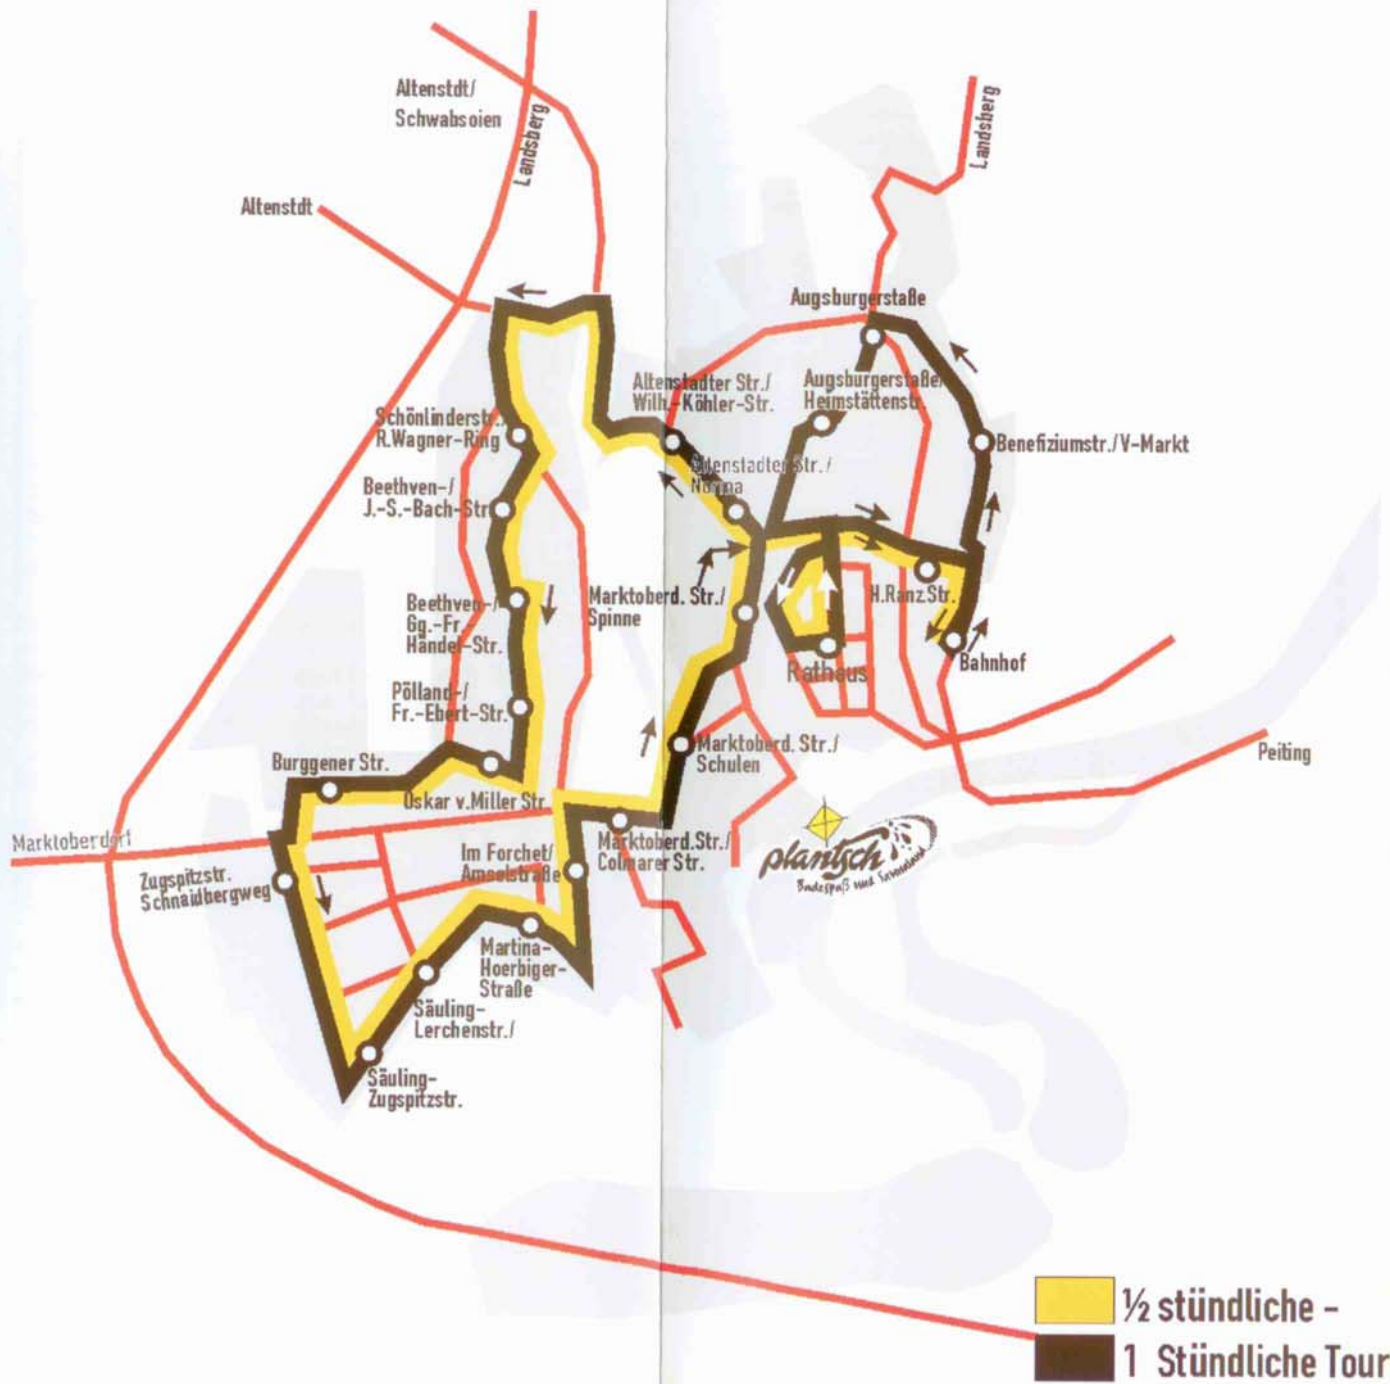 Altenstdt/
Schwabsoien
Landsberg
Landsberg
Altenstdt
Augsburgerstaße
Altenstadter Str./
Wilh.-Köhler-Str.
Augsburgerstaße/
Heimstättenstr.
Schönlinderstr./
R.Wagner-Ring
Benefiziumstr./V-Markt
Altenstadter Str./
Norma
Beethven-/
J.-S.-Bach-Str.
Beethven-/
Gg.-Fr.-
Händel-Str.
Marktoberd. Str./
Spinne
H.Ranz.Str.
Bahnhof
Rathaus
Pölland-/
Fr.-Ebert-Str.
Marktoberd. Str./
Schulen
Peiting
Burggener Str.
Oskar v.Miller Str.
Marktoberdorf
Im Forchet/
Amselstraße
Marktoberd.Str./
Colmarer Str.
plantsch
Badespaß und Saunaland
Zugspitzstr.
Schnaidbergweg
Martina-
Hoerbiger-
Straße
Säuling-
Lerchenstr./
Säuling-
Zugspitzstr.
½ stündliche -
1 Stündliche Tour